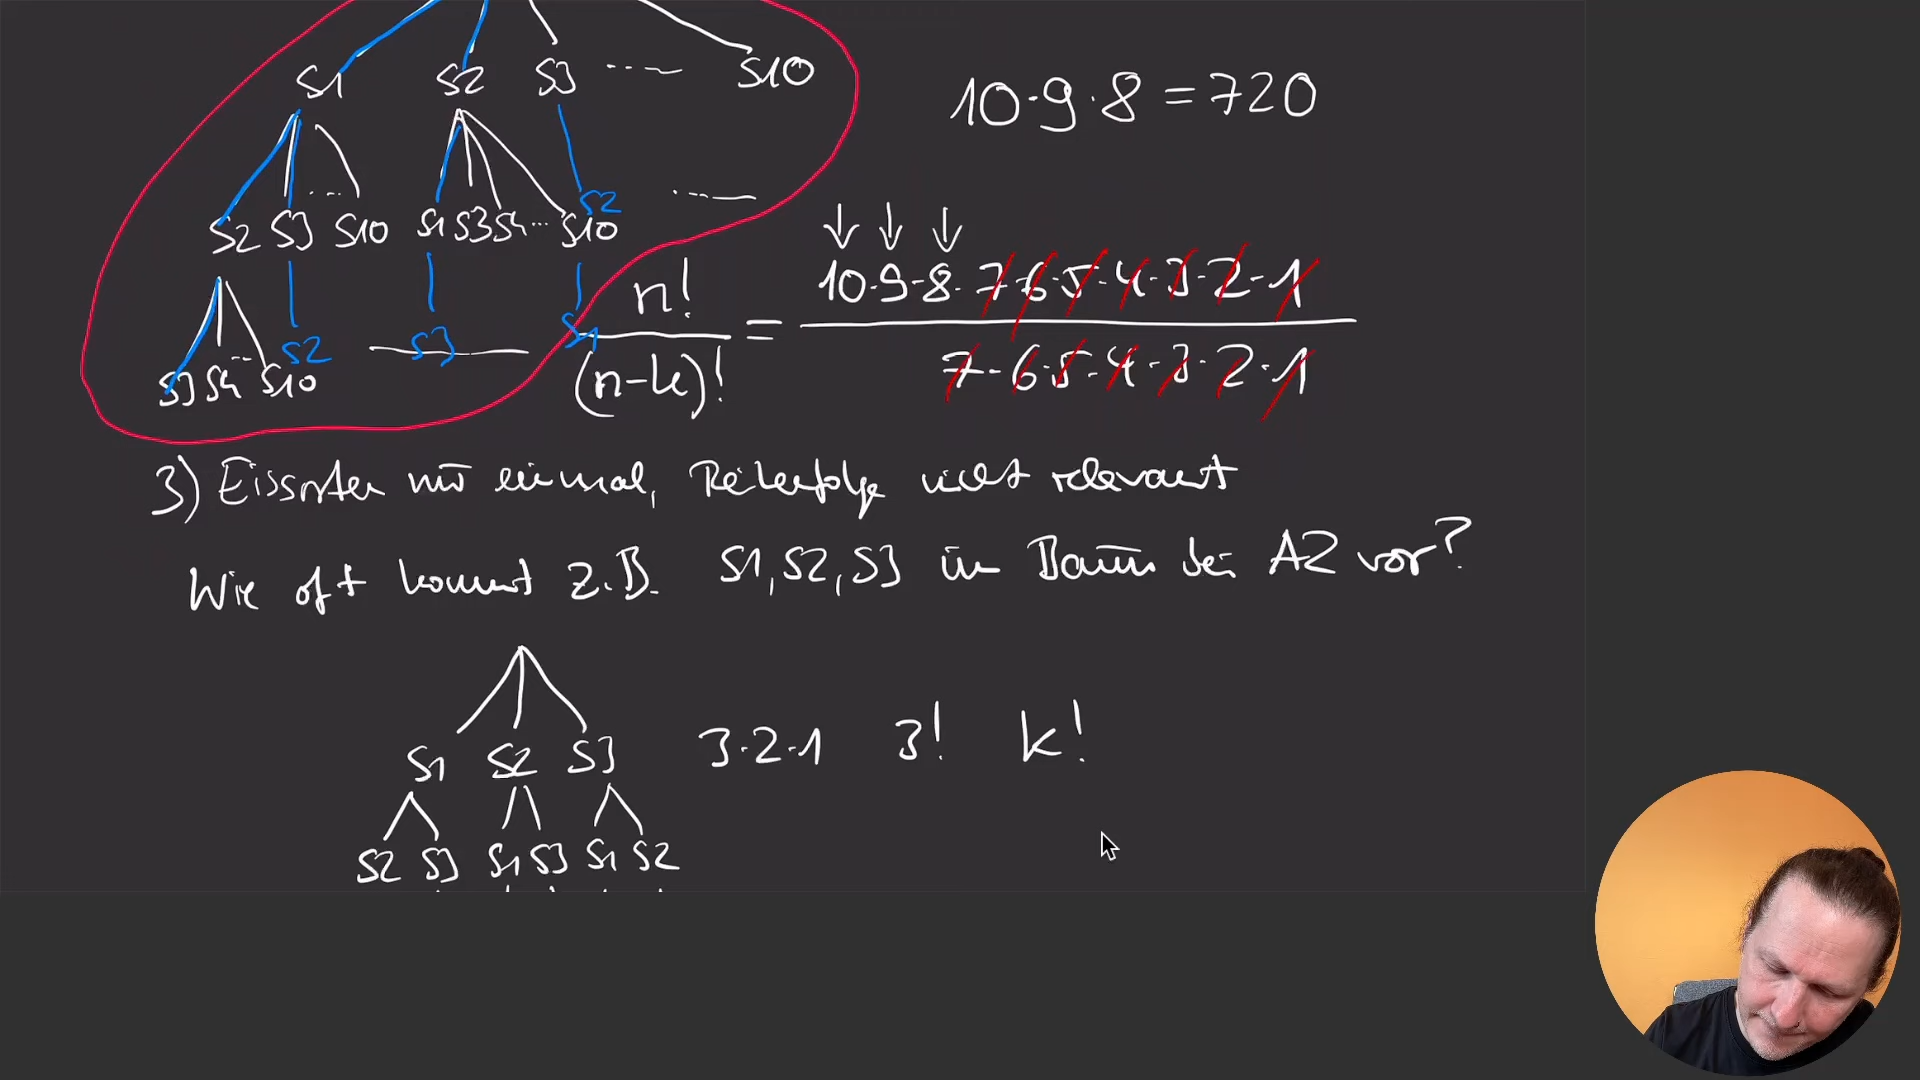 S1 S2 S3 ... S10
10·9·8 = 720
S2 S3 ... S10 S1 S3 S4 ... S10 S2 ...
10·9·8·7·6·5·4·3·2·1
n!
(n-k)!
=
7·6·5·4·3·2·1
S3 S4 ... S10 S2 S3 S1
3) Eissorten nur einmal, Reihenfolge nicht relevant
Wie oft kommt z.B. S1, S2, S3 im Baum bei A2 vor?
S1 S2 S3 3·2·1 3! k!
S2 S3 S1 S3 S1 S2